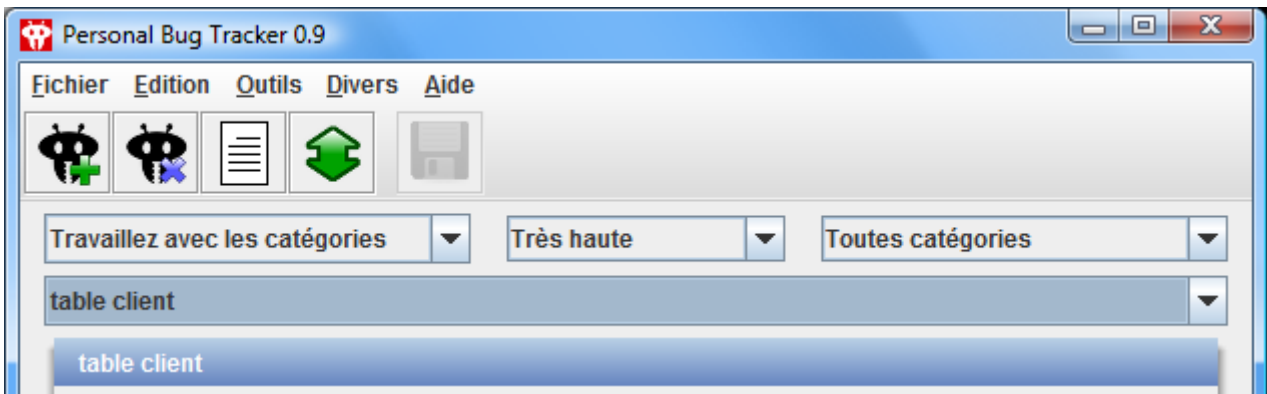 Personal Bug Tracker 0.9
Fichier Edition Outils Divers Aide
Travaillez avec les catégories Très haute Toutes catégories
table client
table client